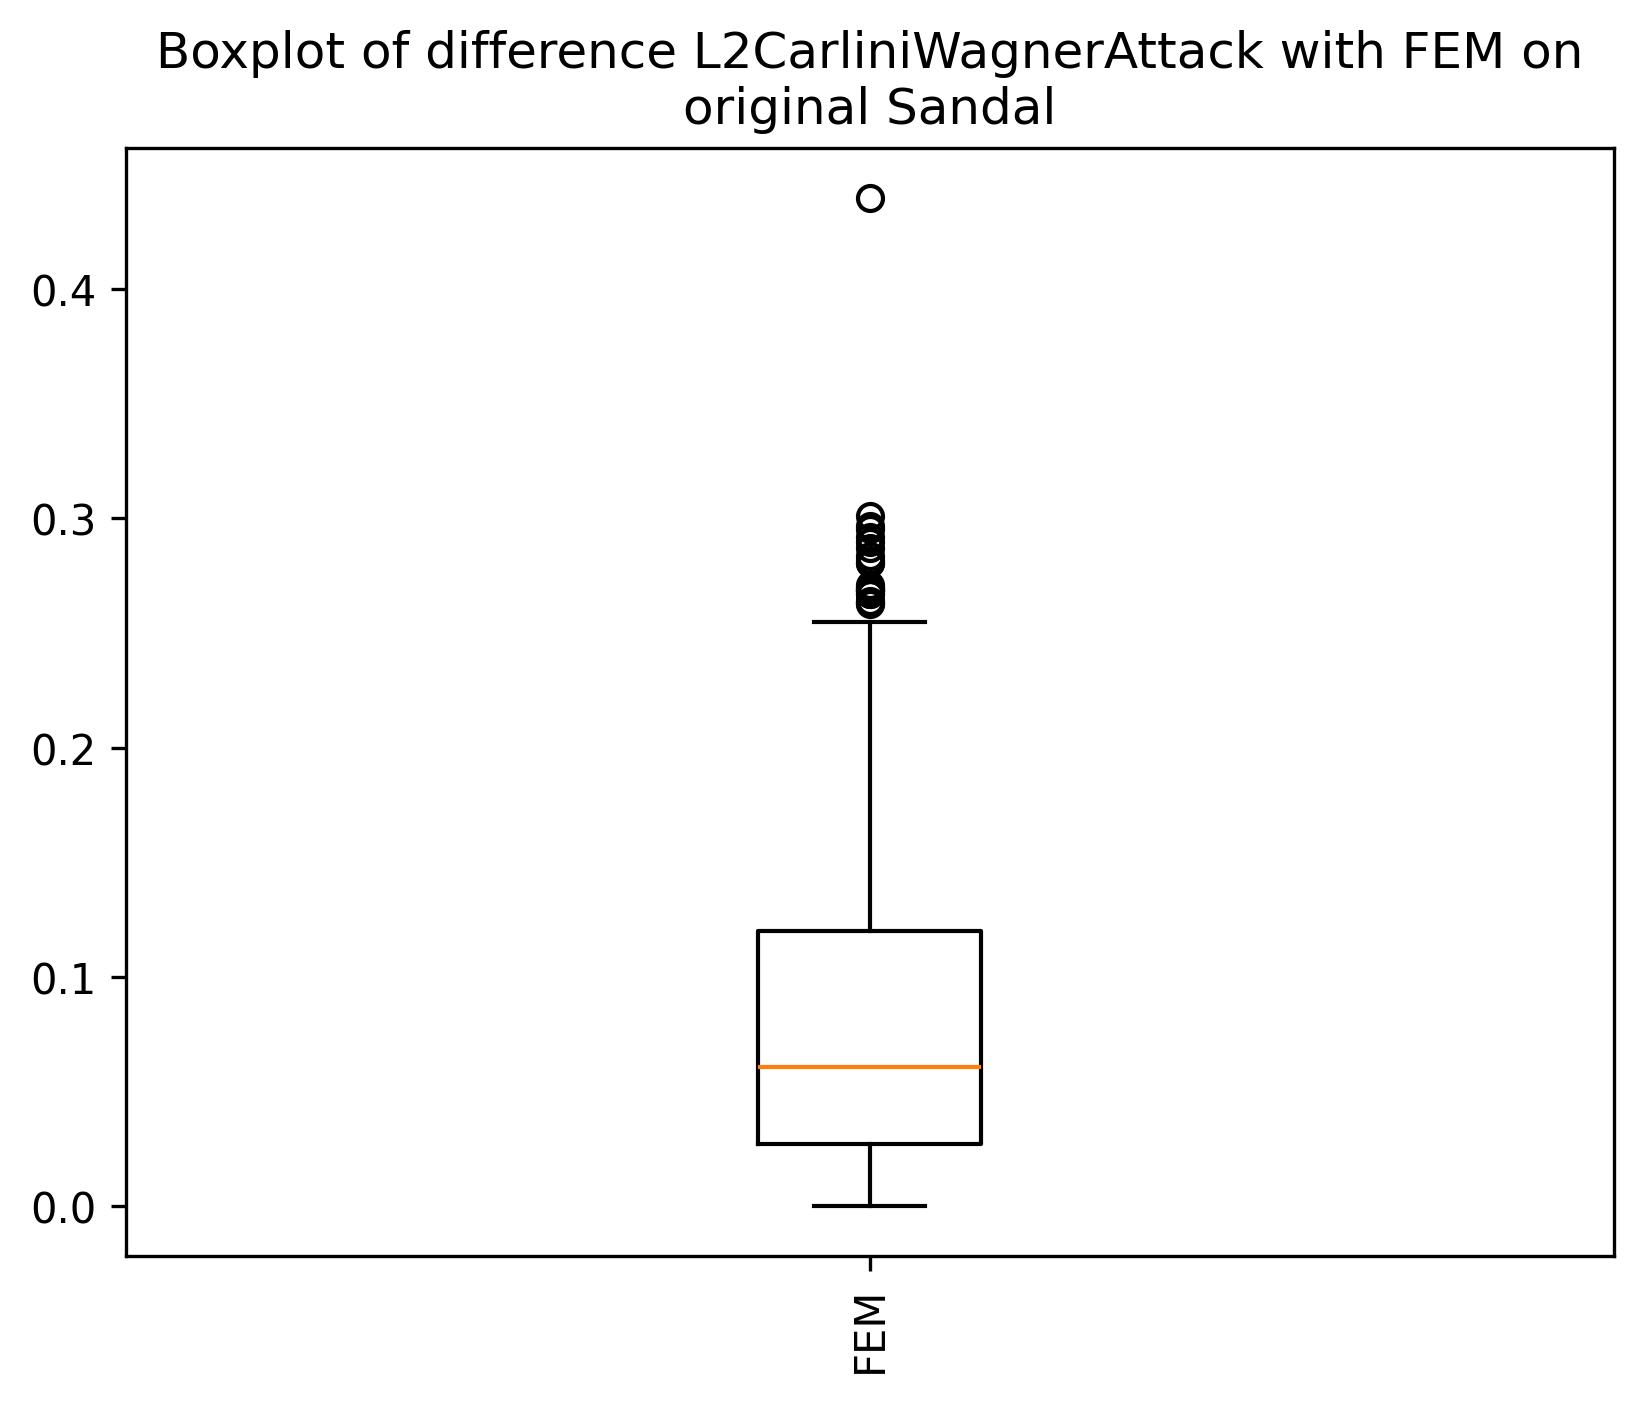 Boxplot of difference L2CarliniWagnerAttack with FEM on
original Sandal
0.4
0.3
0.2
0.1
0.0
FEM